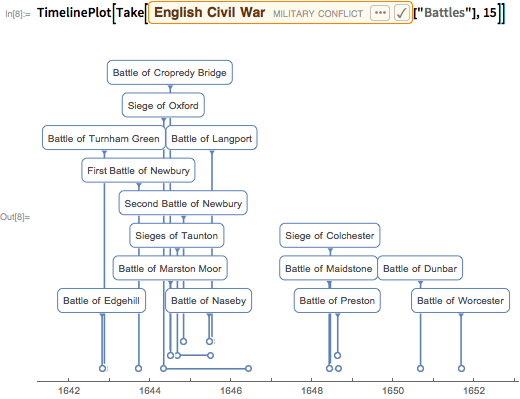 In[8]:= TimelinePlot[Take[English Civil War MILITARY CONFLICT ··· ✓ ["Battles"], 15]]
Battle of Cropredy Bridge
Siege of Oxford
Battle of Turnham Green Battle of Langport
First Battle of Newbury
Second Battle of Newbury
Sieges of Taunton Siege of Colchester
Out[8]=
Battle of Marston Moor Battle of Maidstone Battle of Dunbar
Battle of Edgehill Battle of Naseby Battle of Preston Battle of Worcester
1642 1644 1646 1648 1650 1652